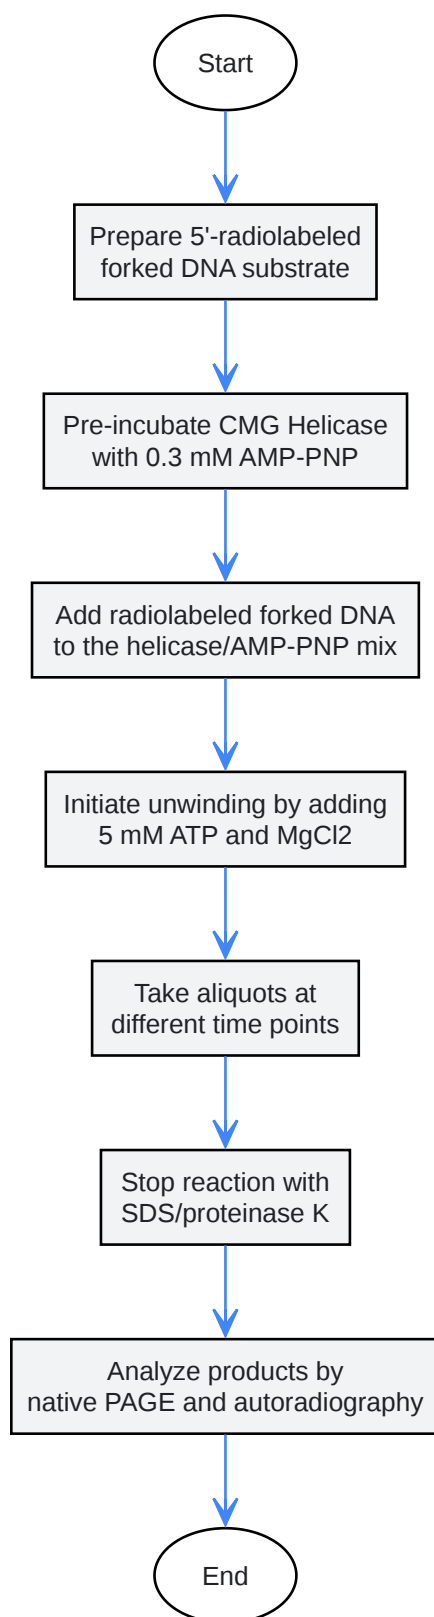 Start
Prepare 5'-radiolabeled
forked DNA substrate
Pre-incubate CMG Helicase
with 0.3 mM AMP-PNP
Add radiolabeled forked DNA
to the helicase/AMP-PNP mix
Initiate unwinding by adding
5 mM ATP and MgCl2
Take aliquots at
different time points
Stop reaction with
SDS/proteinase K
Analyze products by
native PAGE and autoradiography
End